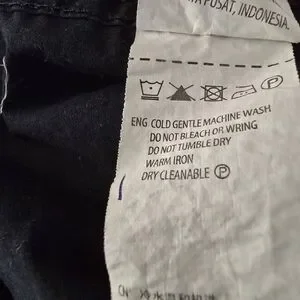 PUSAT, INDONESIA.
P
ENG COLD GENTLE MACHINE WASH
DO NOT BLEACH OR WRING
DO NOT TUMBLE DRY
WARM IRON
DRY CLEANABLE Ⓟ